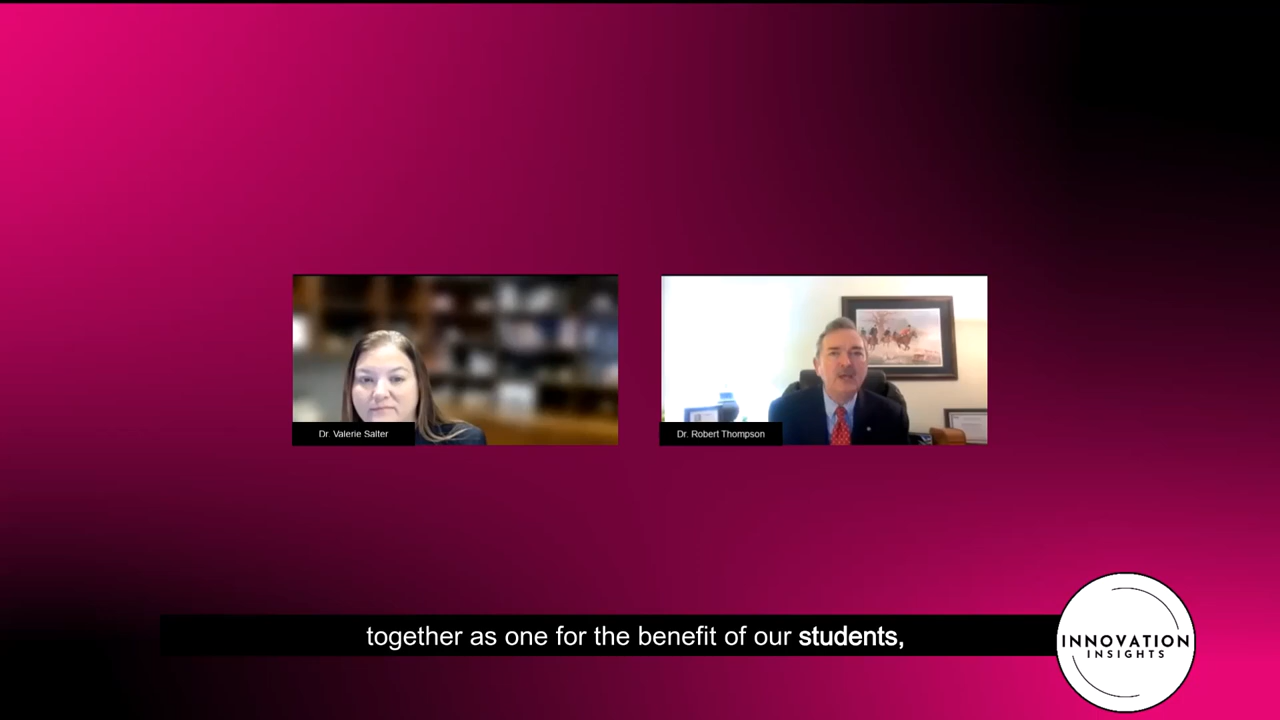 Dr. Valerie Salter
Dr. Robert Thompson
together as one for the benefit of our students,
INNOVATION
INSIGHTS